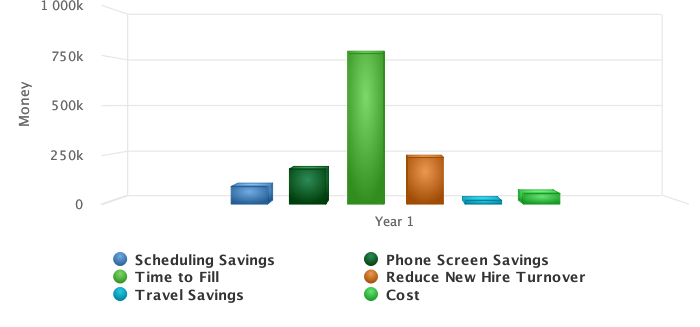 1 000k
750k
500k
250k
0
Money
Year 1
Scheduling Savings
Phone Screen Savings
Time to Fill
Reduce New Hire Turnover
Travel Savings
Cost